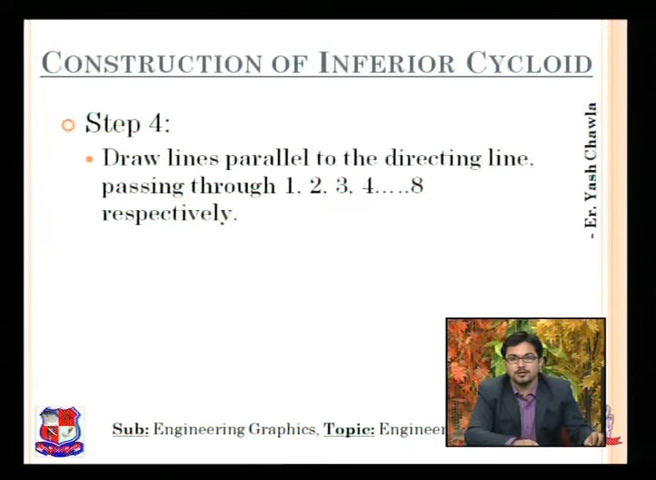 CONSTRUCTION OF INFERIOR CYCLOID
Step 4:
Draw lines parallel to the directing line,
passing through 1, 2, 3, 4.....8
respectively.
- Er. Yash Chawla
Sub: Engineering Graphics, Topic: Engineer